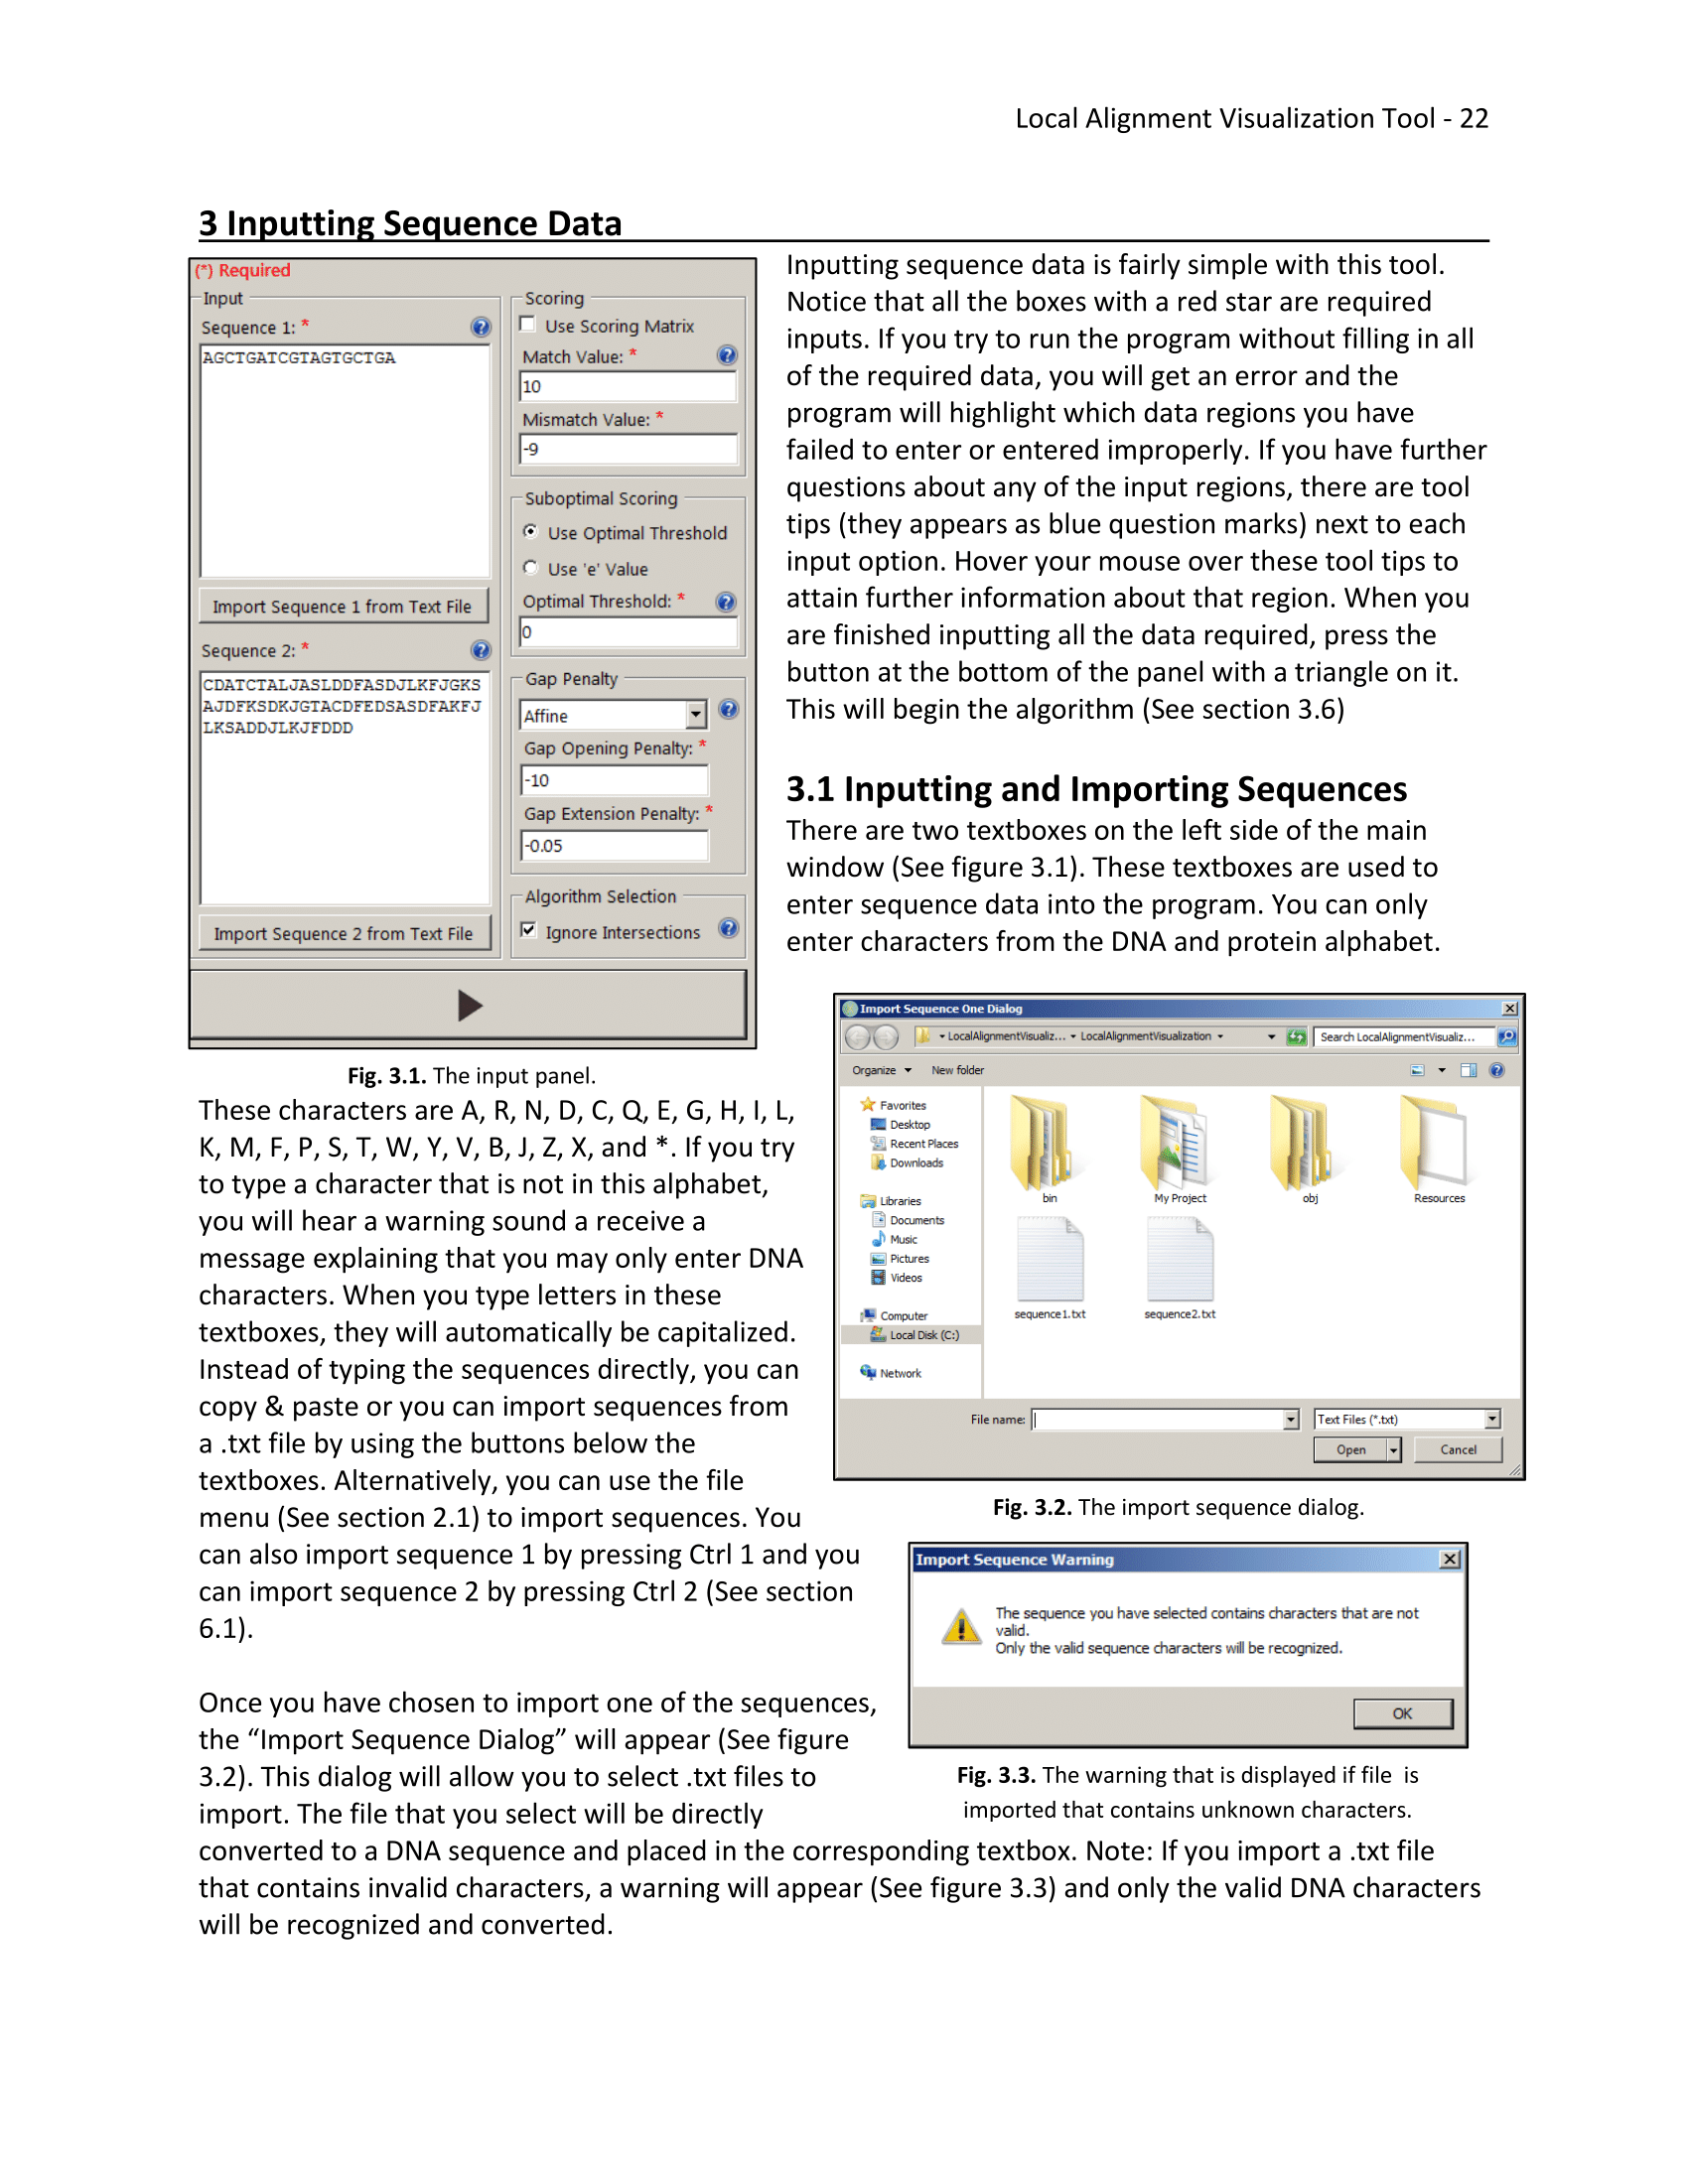 Local Alignment Visualization Tool - 22
3 Inputting Sequence Data
(*) Required
Input
Sequence 1: *
AGCTGATCGTAGTGCTGA
Import Sequence 1 from Text File
Sequence 2: *
CDATCTALJASLDDFASDJLKFJGKS
AJDFKSDKJGTACDFEDSASDFAKFJ
LKSADDJLKJFDDD
Import Sequence 2 from Text File
Scoring
Use Scoring Matrix
Match Value: *
10
Mismatch Value: *
-9
Suboptimal Scoring
Use Optimal Threshold
Use 'e' Value
Optimal Threshold: *
0
Gap Penalty
Affine
Gap Opening Penalty: *
-10
Gap Extension Penalty: *
-0.05
Algorithm Selection
Ignore Intersections
Fig. 3.1. The input panel.
Inputting sequence data is fairly simple with this tool.
Notice that all the boxes with a red star are required
inputs. If you try to run the program without filling in all
of the required data, you will get an error and the
program will highlight which data regions you have
failed to enter or entered improperly. If you have further
questions about any of the input regions, there are tool
tips (they appears as blue question marks) next to each
input option. Hover your mouse over these tool tips to
attain further information about that region. When you
are finished inputting all the data required, press the
button at the bottom of the panel with a triangle on it.
This will begin the algorithm (See section 3.6)
3.1 Inputting and Importing Sequences
There are two textboxes on the left side of the main
window (See figure 3.1). These textboxes are used to
enter sequence data into the program. You can only
enter characters from the DNA and protein alphabet.
These characters are A, R, N, D, C, Q, E, G, H, I, L,
K, M, F, P, S, T, W, Y, V, B, J, Z, X, and *. If you try
to type a character that is not in this alphabet,
you will hear a warning sound a receive a
message explaining that you may only enter DNA
characters. When you type letters in these
textboxes, they will automatically be capitalized.
Instead of typing the sequences directly, you can
copy & paste or you can import sequences from
a .txt file by using the buttons below the
textboxes. Alternatively, you can use the file
menu (See section 2.1) to import sequences. You
can also import sequence 1 by pressing Ctrl 1 and you
can import sequence 2 by pressing Ctrl 2 (See section
6.1).
Import Sequence One Dialog
LocalAlignmentVisualiz... LocalAlignmentVisualization
Search LocalAlignmentVisualiz...
Organize New folder
Favorites
Desktop
Recent Places
Downloads
Libraries
Documents
Music
Pictures
Videos
Computer
Local Disk (C:)
Network
bin My Project obj Resources
sequence1.txt sequence2.txt
File name: Text Files (*.txt)
Open Cancel
Fig. 3.2. The import sequence dialog.
Import Sequence Warning
The sequence you have selected contains characters that are not
valid.
Only the valid sequence characters will be recognized.
OK
Fig. 3.3. The warning that is displayed if file is
imported that contains unknown characters.
Once you have chosen to import one of the sequences,
the “Import Sequence Dialog” will appear (See figure
3.2). This dialog will allow you to select .txt files to
import. The file that you select will be directly
converted to a DNA sequence and placed in the corresponding textbox. Note: If you import a .txt file
that contains invalid characters, a warning will appear (See figure 3.3) and only the valid DNA characters
will be recognized and converted.